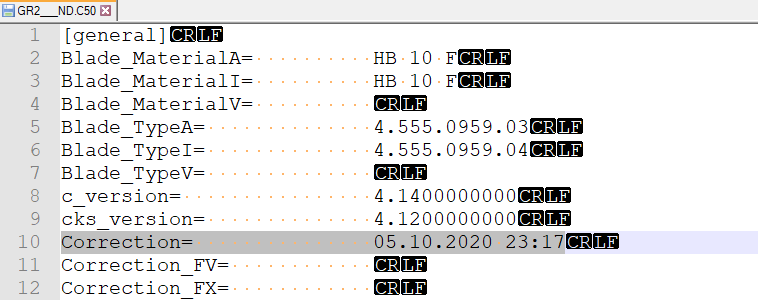 GR2___ND.C50
1 [general]CRLF
2 Blade_MaterialA= HB 10 FCRLF
3 Blade_MaterialI= HB 10 FCRLF
4 Blade_MaterialV= CRLF
5 Blade_TypeA= 4.555.0959.03CRLF
6 Blade_TypeI= 4.555.0959.04CRLF
7 Blade_TypeV= CRLF
8 c_version= 4.1400000000CRLF
9 cks_version= 4.1200000000CRLF
10 Correction= 05.10.2020 23:17CRLF
11 Correction_FV= CRLF
12 Correction_FX= CRLF